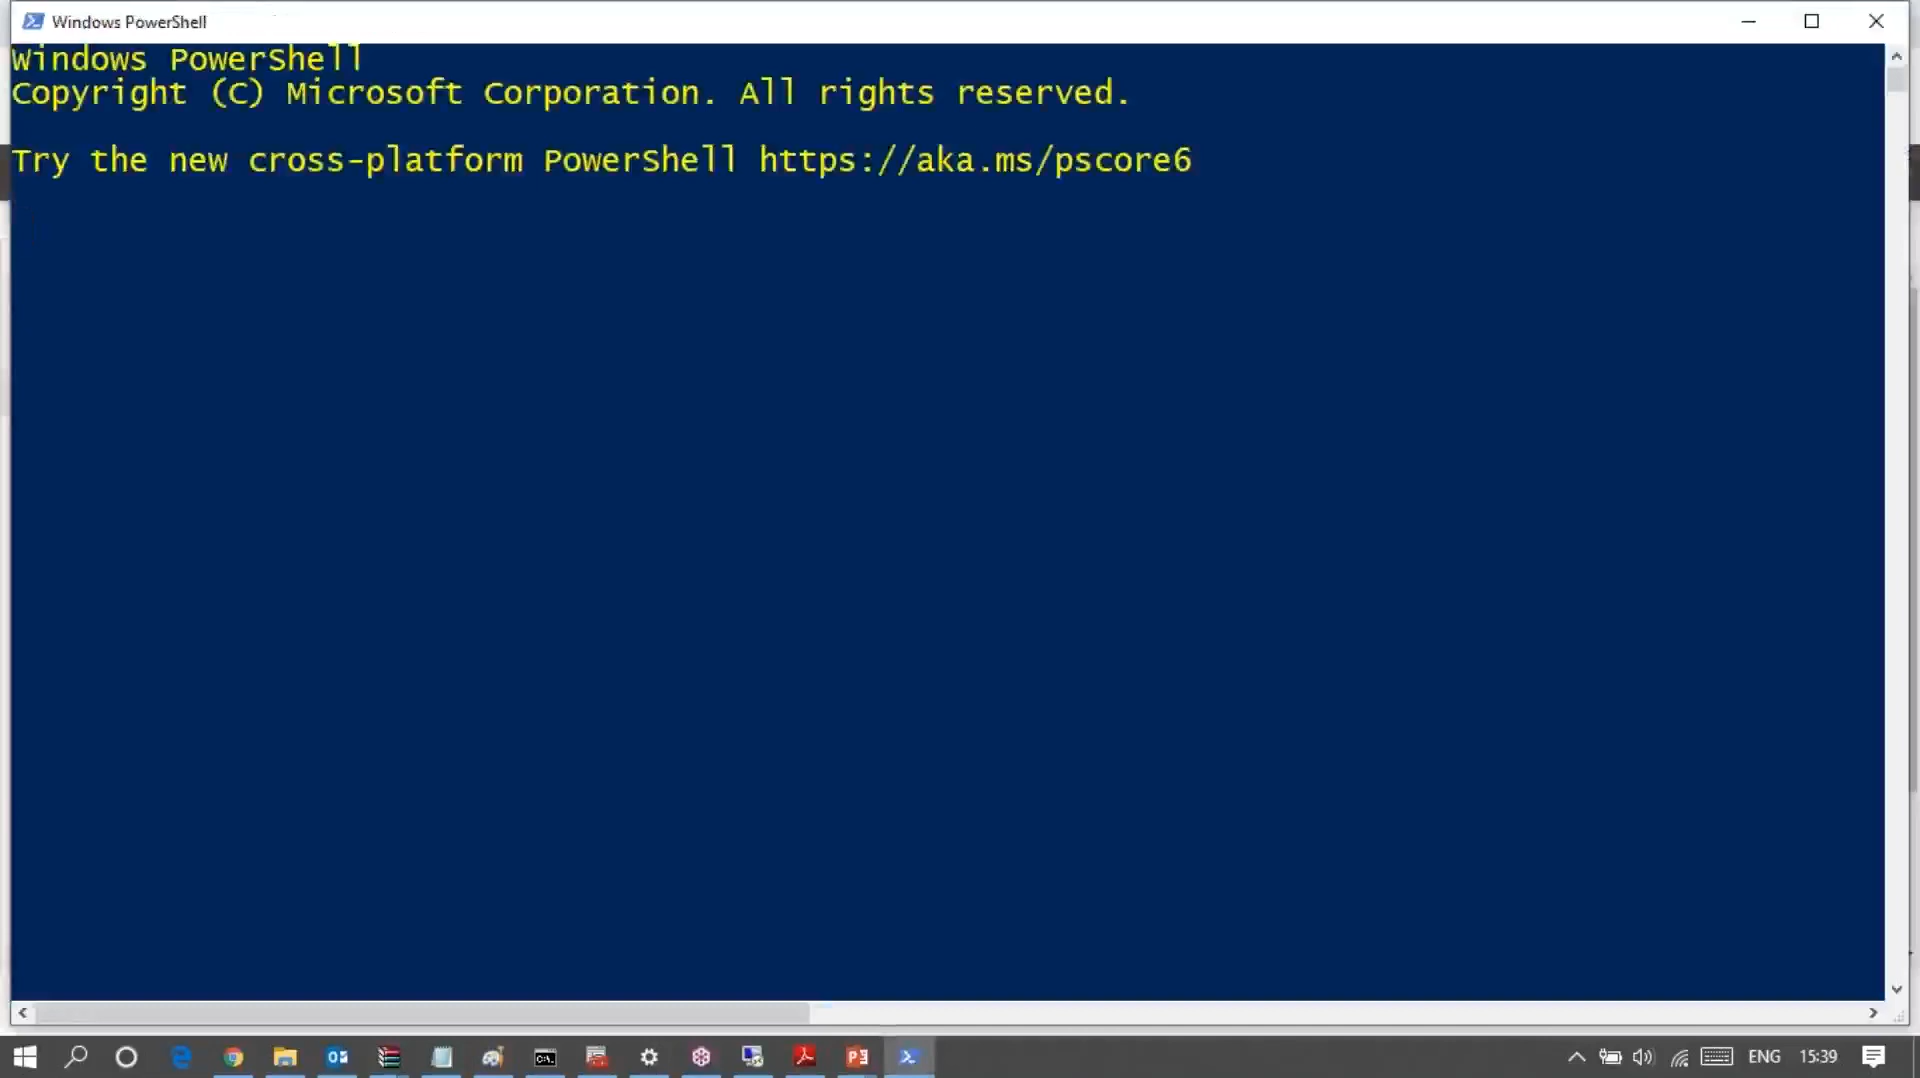 Windows PowerShell
Windows PowerShell
Copyright (C) Microsoft Corporation. All rights reserved.
Try the new cross-platform PowerShell https://aka.ms/pscore6
ENG 15:39